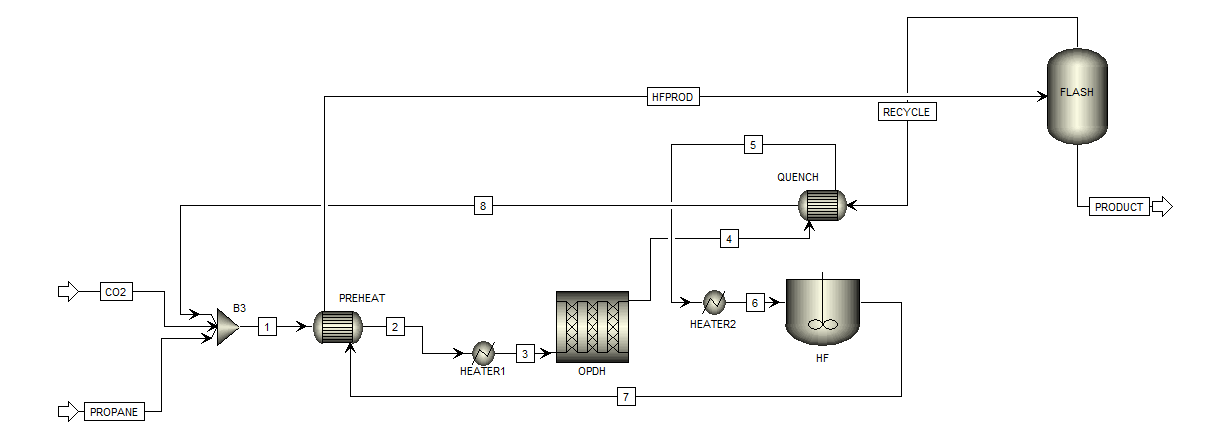 FLASH
HFPROD
RECYCLE
5
QUENCH
8
PRODUCT
4
CO2
PREHEAT
B3
6
1
2
HEATER2
3
HF
HEATER1
OPDH
7
PROPANE